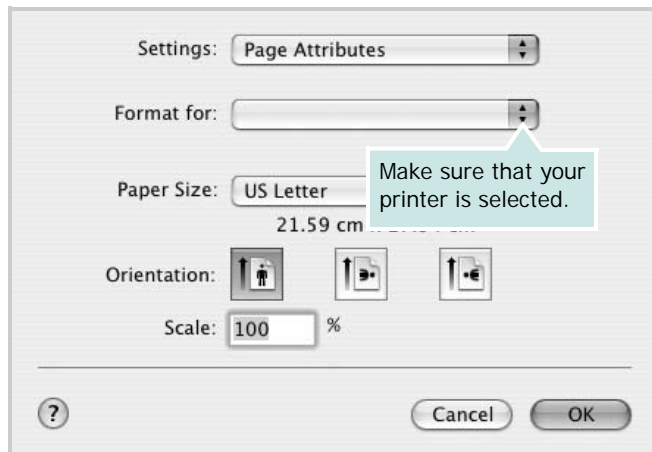 Settings: Page Attributes
Format for:
Make sure that your
printer is selected.
Paper Size: US Letter
21.59 cm
Orientation:
Scale: 100 %
? Cancel OK